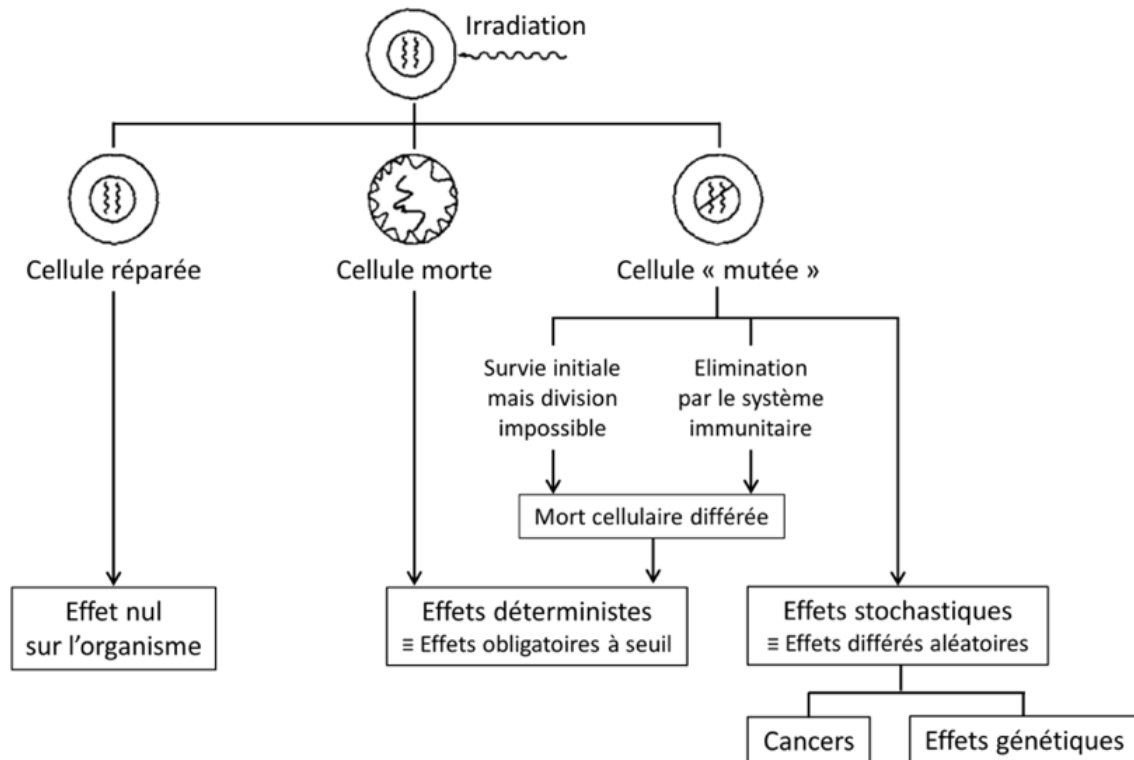 Irradiation
Cellule réparée
Cellule morte
Cellule « mutée »
Survie initiale
mais division
impossible
Elimination
par le système
immunitaire
Mort cellulaire différée
Effet nul
sur l’organisme
Effets déterministes
≡ Effets obligatoires à seuil
Effets stochastiques
≡ Effets différés aléatoires
Cancers
Effets génétiques